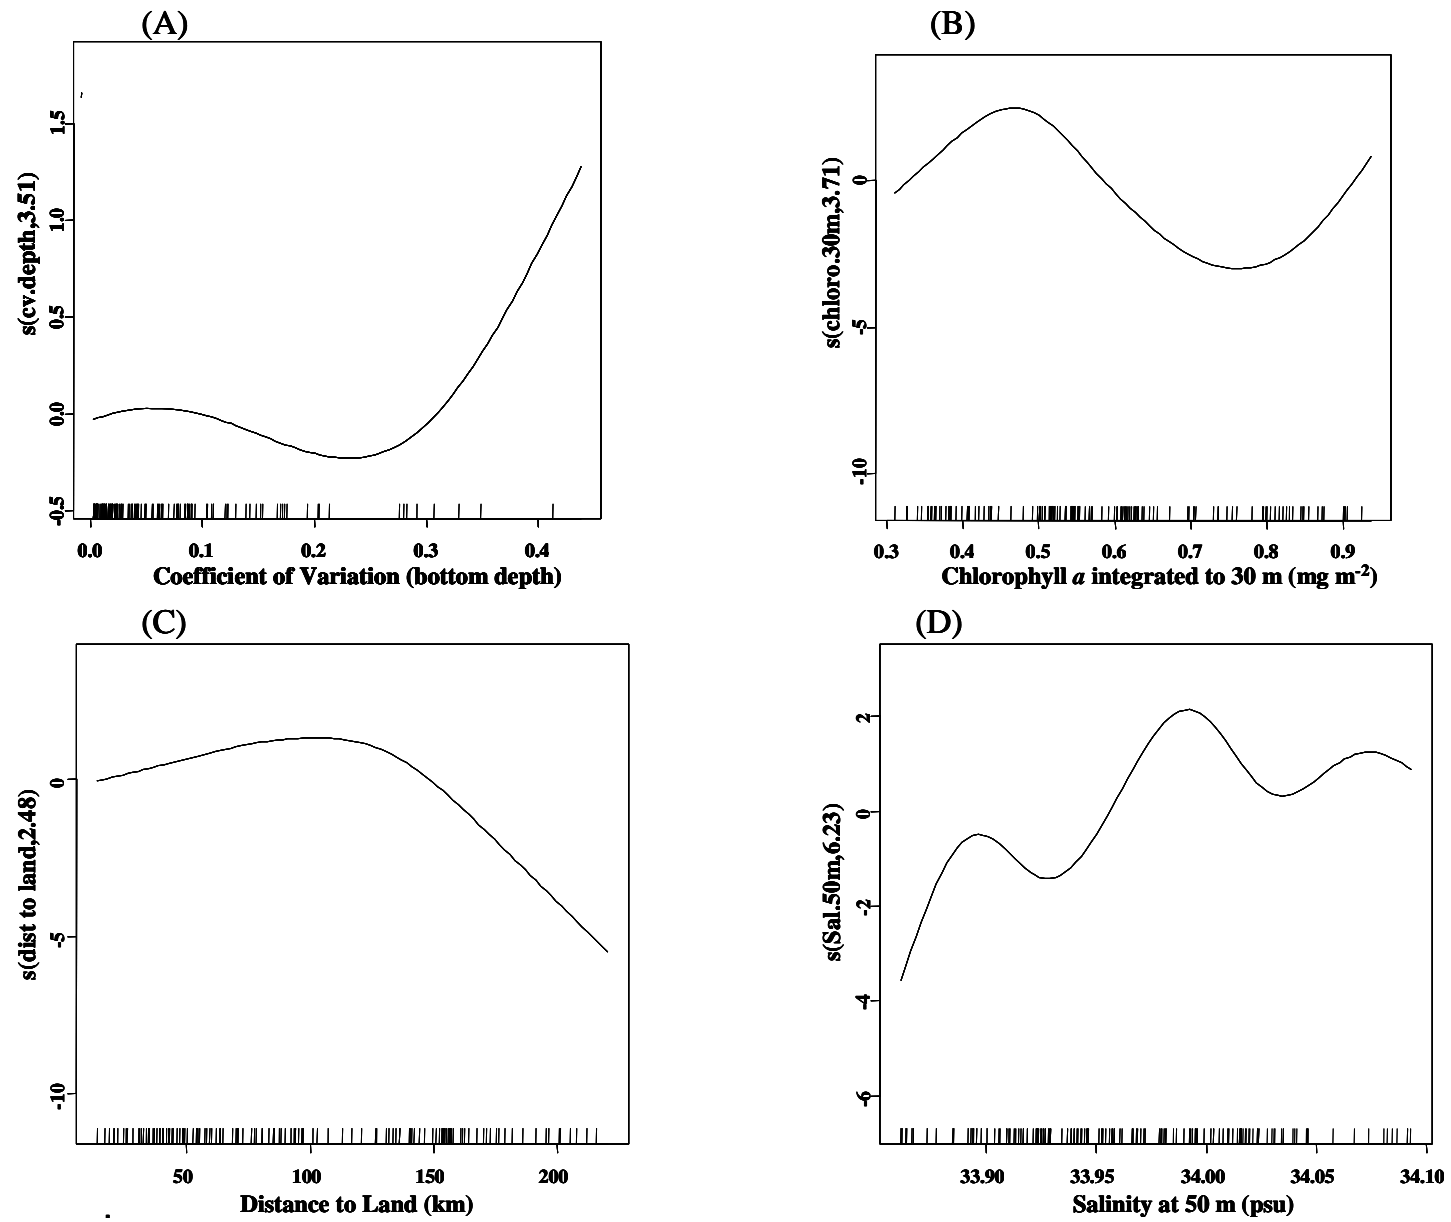 (A)
s(cv.depth,3.51)
1.5
1.0
0.5
0.0
-0.5
0.0 0.1 0.2 0.3 0.4
Coefficient of Variation (bottom depth)
(B)
s(chloro.30m,3.71)
0
-5
-10
0.3 0.4 0.5 0.6 0.7 0.8 0.9
Chlorophyll a integrated to 30 m (mg m-2)
(C)
s(dist to land,2.48)
0
-5
-10
50 100 150 200
Distance to Land (km)
(D)
s(Sal.50m,6.23)
2
0
-2
-4
-6
33.90 33.95 34.00 34.05 34.10
Salinity at 50 m (psu)